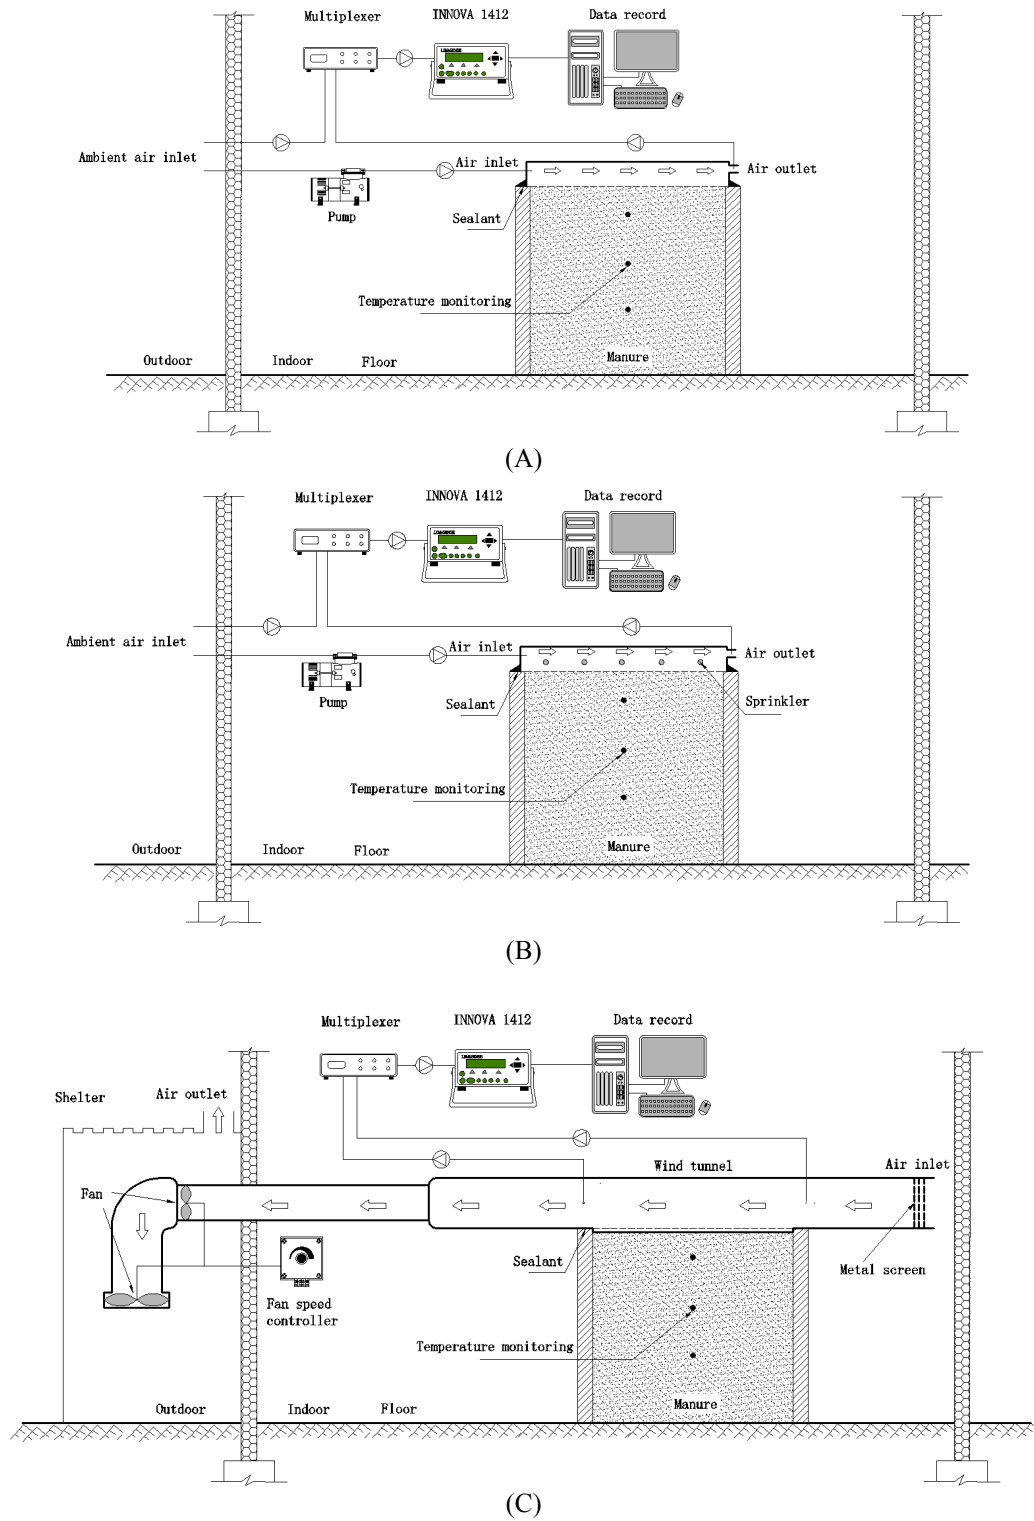 Multiplexer
INNOVA 1412
Data record
Ambient air inlet
Air inlet
Air outlet
Pump
Sealant
Temperature monitoring
Outdoor
Indoor
Floor
Manure
(A)
Multiplexer
INNOVA 1412
Data record
Ambient air inlet
Air inlet
Air outlet
Pump
Sealant
Sprinkler
Temperature monitoring
Outdoor
Indoor
Floor
Manure
(B)
Multiplexer
INNOVA 1412
Data record
Shelter
Air outlet
Wind tunnel
Air inlet
Fan
Sealant
Metal screen
Fan speed
controller
Temperature monitoring
Outdoor
Indoor
Floor
Manure
(C)